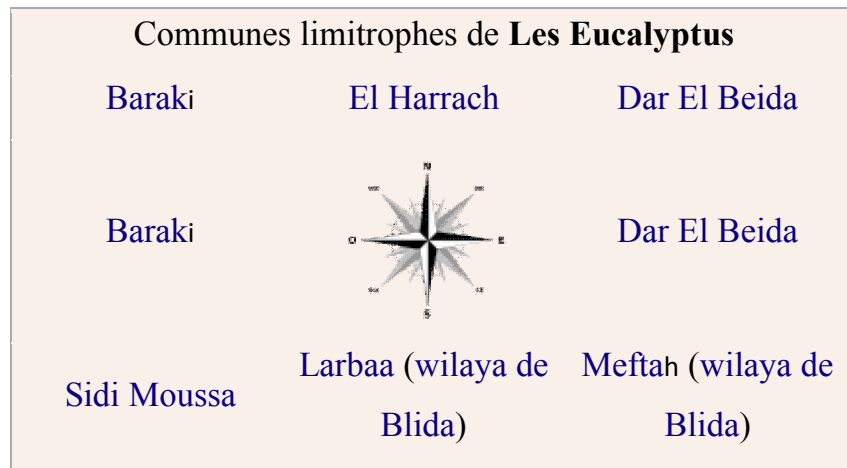 Communes limitrophes de Les Eucalyptus
Baraki El Harrach Dar El Beida
N
Baraki O E Dar El Beida
S
Sidi Moussa Larbaa (wilaya de Blida) Meftah (wilaya de Blida)